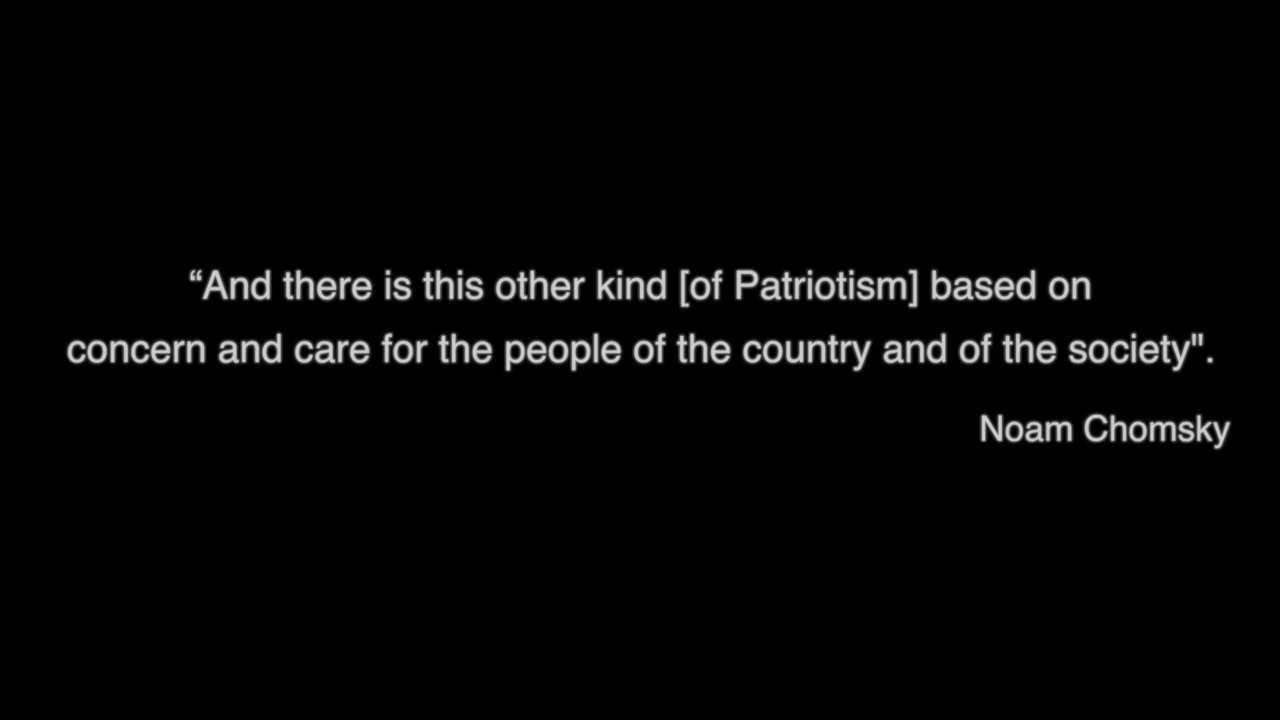 “And there is this other kind [of Patriotism] based on
concern and care for the people of the country and of the society".
Noam Chomsky